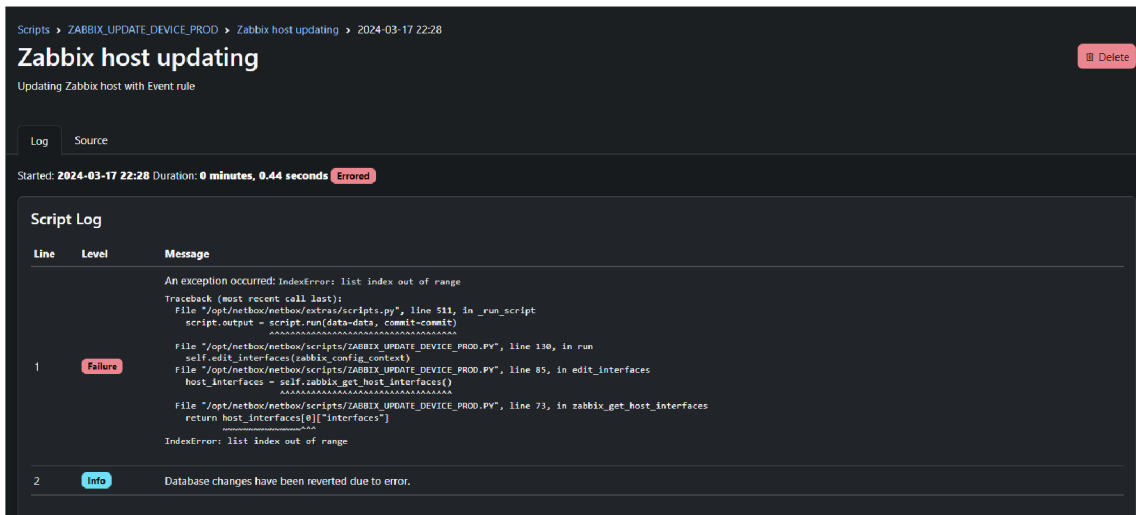 Scripts > ZABBIX_UPDATE_DEVICE_PROD > Zabbix host updating > 2024-03-17 22:28
Zabbix host updating
Delete
Updating Zabbix host with Event rule
Log Source
Started: 2024-03-17 22:28 Duration: 0 minutes, 0.44 seconds Errored
Script Log
Line Level Message
An exception occurred: IndexError: list index out of range
Traceback (most recent call last):
File "/opt/netbox/netbox/extras/scripts.py", line 511, in _run_script
script.output = script.run(data=data, commit=commit)
^^^^^^^^^^^^^^^^^^^^^^^^^^^^^^^^^^^^
File "/opt/netbox/netbox/scripts/ZABBIX_UPDATE_DEVICE_PROD.PY", line 130, in run
self.edit_interfaces(zabbix_config_context)
File "/opt/netbox/netbox/scripts/ZABBIX_UPDATE_DEVICE_PROD.PY", line 85, in edit_interfaces
host_interfaces = self.zabbix_get_host_interfaces()
^^^^^^^^^^^^^^^^^^^^^^^^^^^^^^^^^
1 Failure
File "/opt/netbox/netbox/scripts/ZABBIX_UPDATE_DEVICE_PROD.PY", line 73, in zabbix_get_host_interfaces
return host_interfaces[0]["interfaces"]
~~~~~~~~~~~~~~~^^^
IndexError: list index out of range
2 Info Database changes have been reverted due to error.